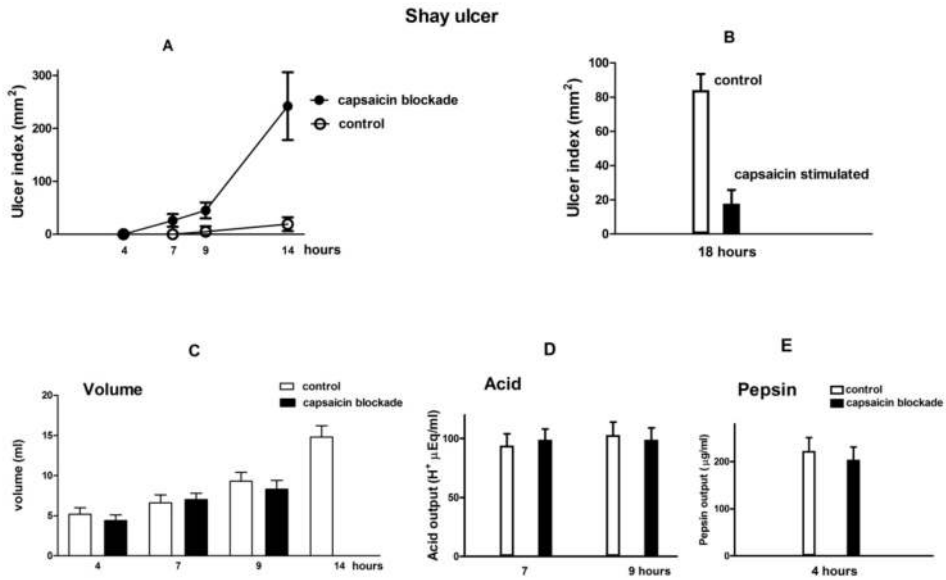 Shay ulcer
A
Ulcer index (mm²)
300
200
100
0
4
7
9
14
hours
capsaicin blockade
control
B
Ulcer index (mm²)
100
80
60
40
20
0
control
capsaicin stimulated
18 hours
C
Volume
control
capsaicin blockade
volume (ml)
20
15
10
5
0
4
7
9
14 hours
D
Acid
Acid output (H⁺ µEq/ml)
100
50
0
7
9 hours
E
Pepsin
control
capsaicin blockade
Pepsin output (µg/ml)
200
100
0
4 hours